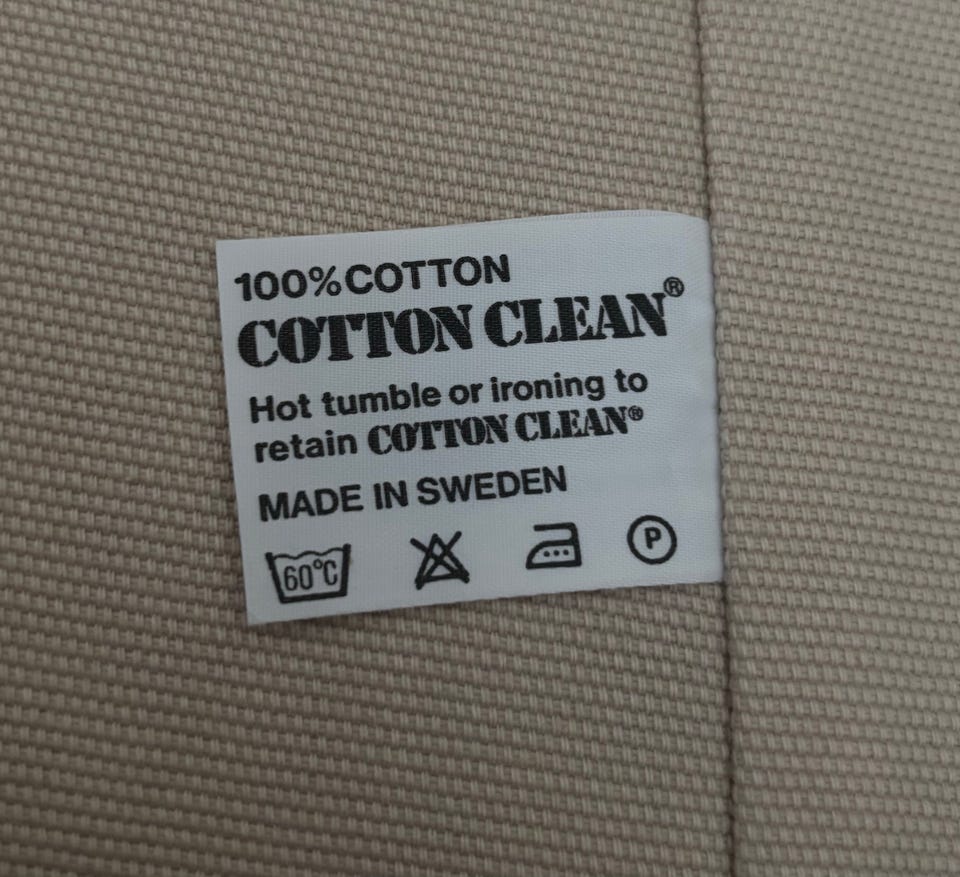 100% COTTON
COTTON CLEAN®
Hot tumble or ironing to
retain COTTON CLEAN®
MADE IN SWEDEN
60°C P